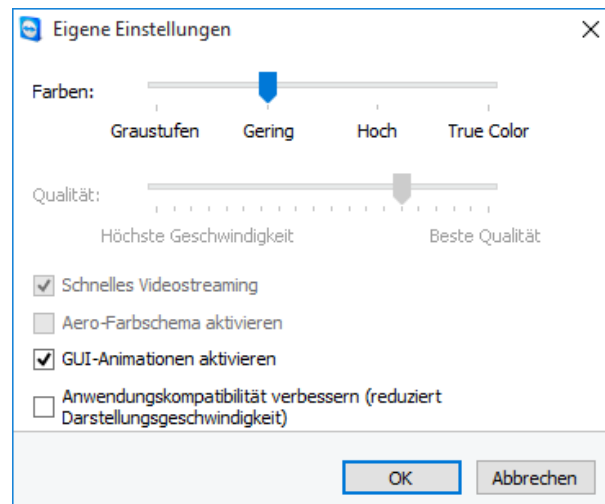 Eigene Einstellungen
Farben:
Graustufen Gering Hoch True Color
Qualität:
Höchste Geschwindigkeit Beste Qualität
Schnelles Videostreaming
Aero-Farbschema aktivieren
GUI-Animationen aktivieren
Anwendungskompatibilität verbessern (reduziert
Darstellungsgeschwindigkeit)
OK Abbrechen